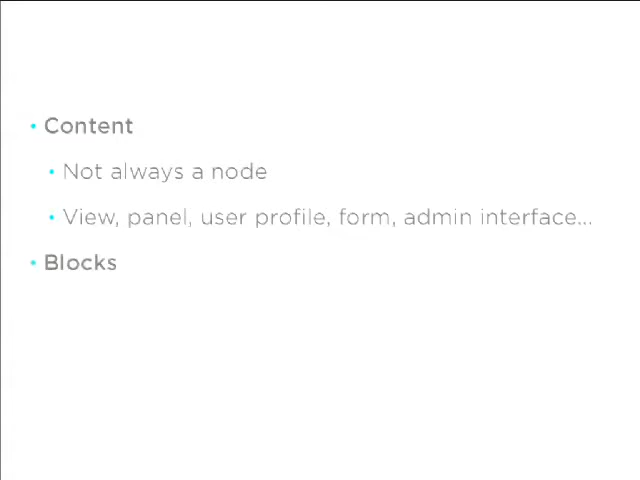 • Content
• Not always a node
• View, panel, user profile, form, admin interface...
• Blocks